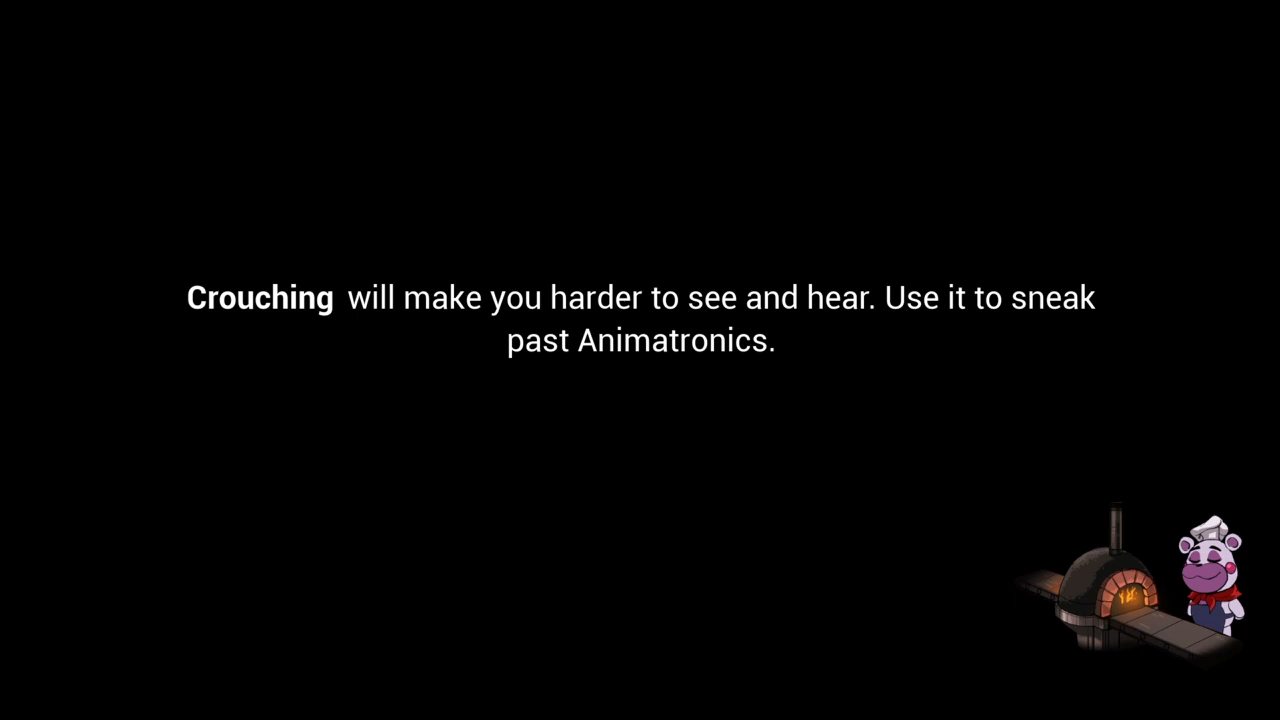 Crouching will make you harder to see and hear. Use it to sneak
past Animatronics.